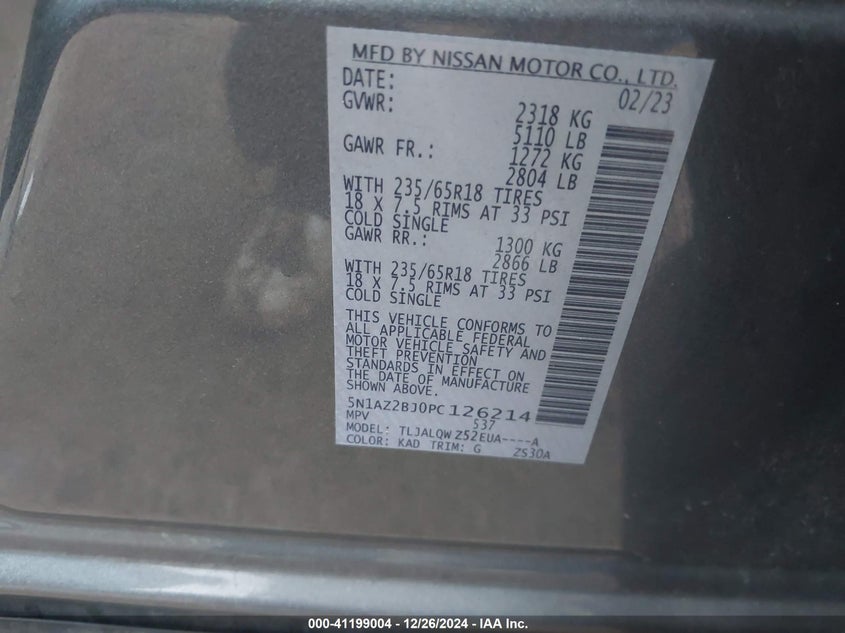 MFD BY NISSAN MOTOR CO., LTD.
DATE: 02/23
GVWR: 2318 KG
5110 LB
GAWR FR.: 1272 KG
2804 LB
WITH 235/65R18 TIRES
18 X 7.5 RIMS AT 33 PSI
COLD SINGLE
GAWR RR.: 1300 KG
2866 LB
WITH 235/65R18 TIRES
18 X 7.5 RIMS AT 33 PSI
COLD SINGLE
THIS VEHICLE CONFORMS TO
ALL APPLICABLE FEDERAL
MOTOR VEHICLE SAFETY AND
THEFT PREVENTION
STANDARDS IN EFFECT ON
THE DATE OF MANUFACTURE
SHOWN ABOVE.
5N1AZ2BJ0PC126214
MPV 537
MODEL: TLJALQWZ52EUA----A
COLOR: KAD TRIM: G ZS30A
000-41199004 - 12/26/2024 - IAA Inc.